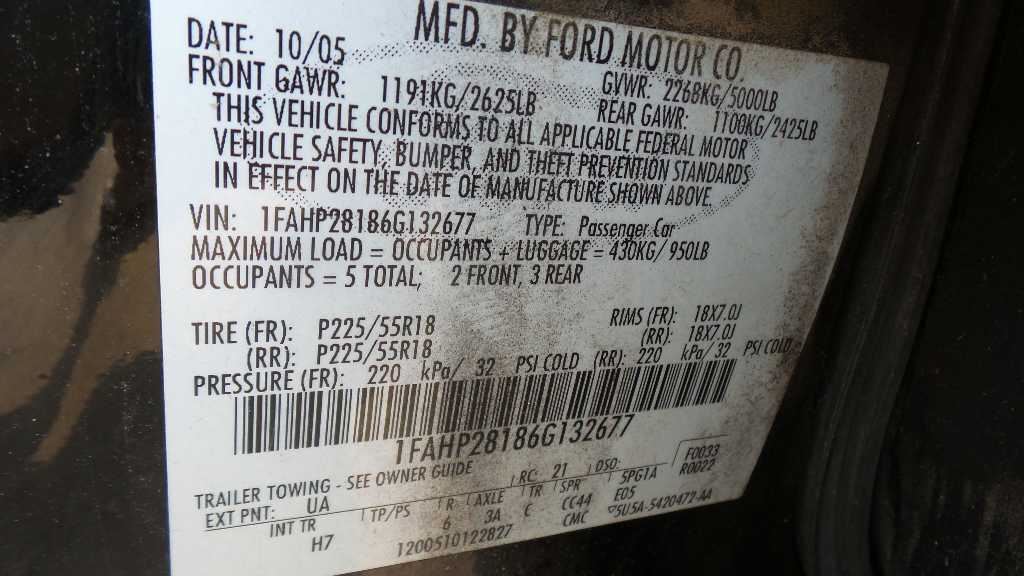 MFD. BY FORD MOTOR CO.
DATE: 10/05 GVWR: 2268KG/5000LB
FRONT GAWR: 1191KG/2625LB REAR GAWR: 1100KG/2425LB
THIS VEHICLE CONFORMS TO ALL APPLICABLE FEDERAL MOTOR
VEHICLE SAFETY, BUMPER, AND THEFT PREVENTION STANDARDS
IN EFFECT ON THE DATE OF MANUFACTURE SHOWN ABOVE.
VIN: 1FAHP28186G132677 TYPE: Passenger Car
MAXIMUM LOAD = OCCUPANTS + LUGGAGE = 430KG/ 950LB
OCCUPANTS = 5 TOTAL; 2 FRONT, 3 REAR
TIRE (FR): P225/55R18 RIMS (FR): 18X7.0J
(RR): P225/55R18 (RR): 18X7.0J
PRESSURE (FR): 220 kPa/ 32 PSI COLD (RR): 220 kPa/ 32 PSI COLD
1FAHP28186G132677
TRAILER TOWING - SEE OWNER GUIDE
EXT PNT: UA RC: 21 DSO: F0033
INT TR TP/PS R AXLE TR SPR 5PG1A R0022
H7 6 3A C CC44 E05
1200510122827 CMC 5U5A-5420472-AA